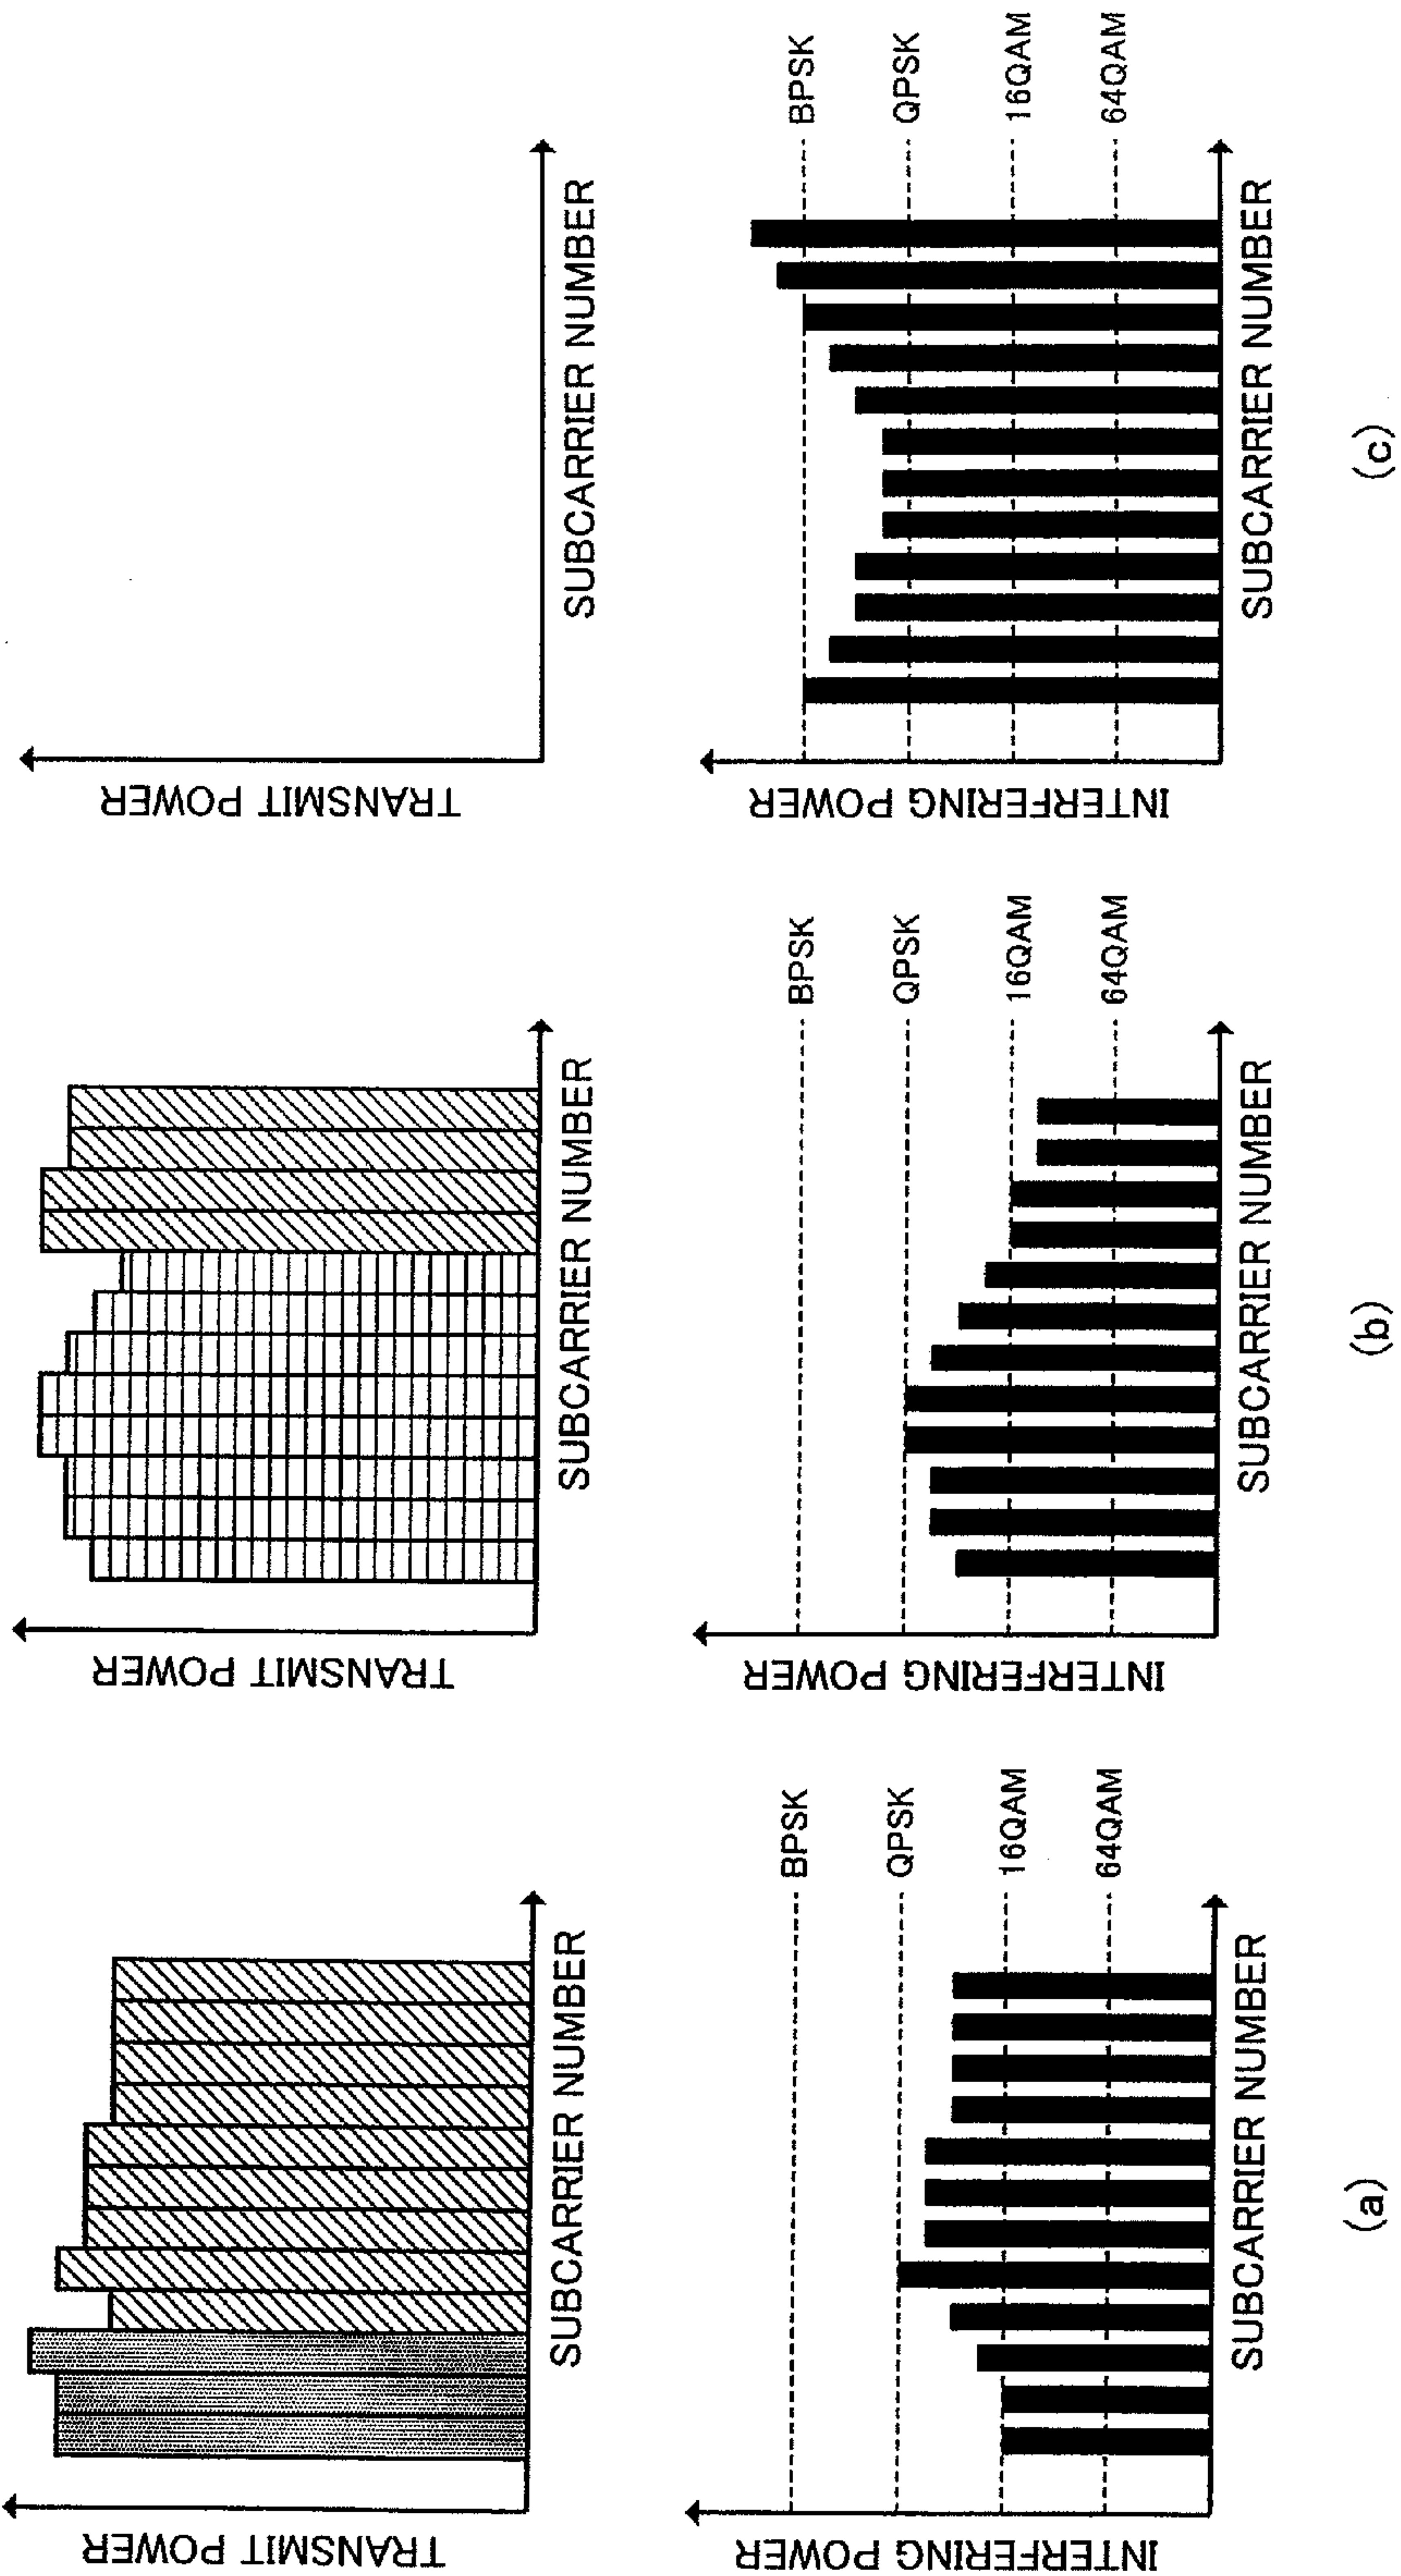 TRANSMIT POWER
SUBCARRIER NUMBER
INTERFERING POWER
BPSK
QPSK
16QAM
64QAM
SUBCARRIER NUMBER
(a)
TRANSMIT POWER
SUBCARRIER NUMBER
INTERFERING POWER
BPSK
QPSK
16QAM
64QAM
SUBCARRIER NUMBER
(b)
TRANSMIT POWER
SUBCARRIER NUMBER
INTERFERING POWER
BPSK
QPSK
16QAM
64QAM
SUBCARRIER NUMBER
(c)